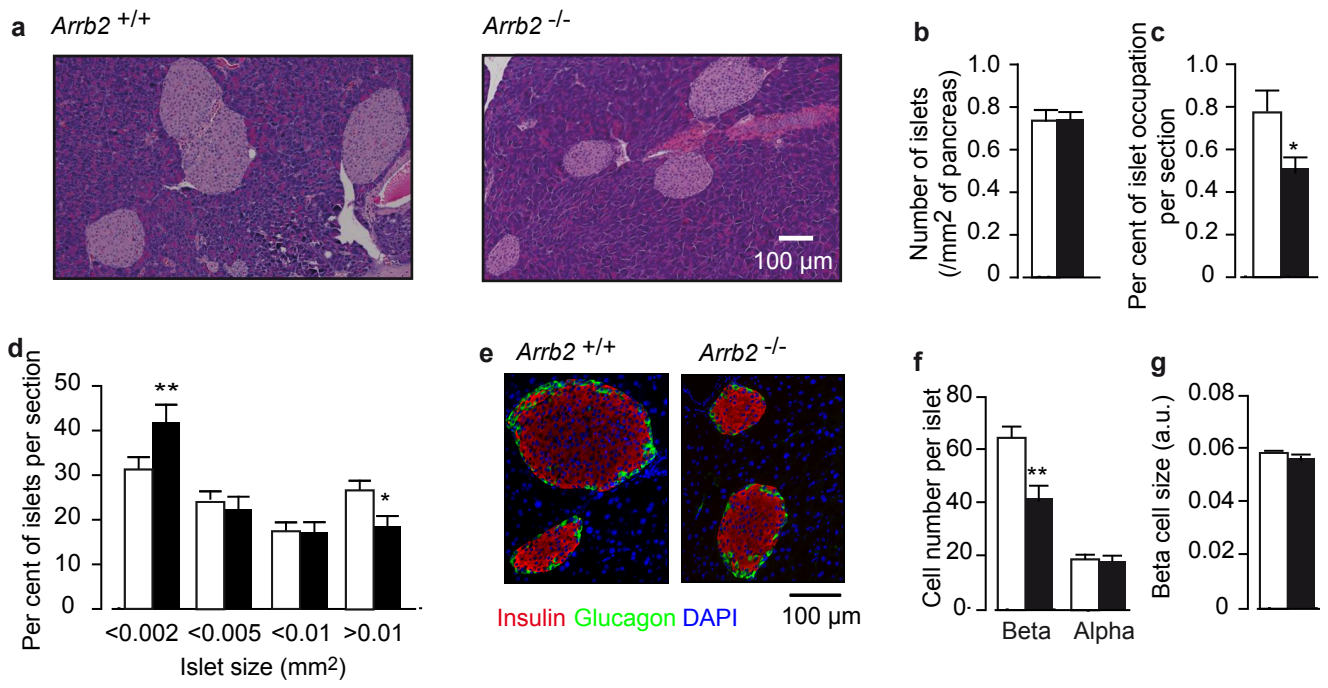 a
Arrb2 +/+
Arrb2 -/-
100 µm
b
Number of islets
(/mm2 of pancreas)
1.0
0.8
0.6
0.4
0.2
0
c
Per cent of islet occupation
per section
1.0
0.8
0.6
0.4
0.2
0
*
d
Per cent of islets per section
50
40
30
20
10
0
**
*
<0.002 <0.005 <0.01 >0.01
Islet size (mm2)
e
Arrb2 +/+
Arrb2 -/-
Insulin Glucagon DAPI
100 µm
f
Cell number per islet
80
60
40
20
0
**
Beta Alpha
g
Beta cell size (a.u.)
0.08
0.06
0.04
0.02
0